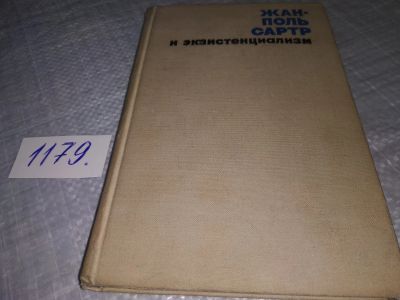 ЖАН-
ПОЛЬ
САРТР
и экзистенциализм
1179.